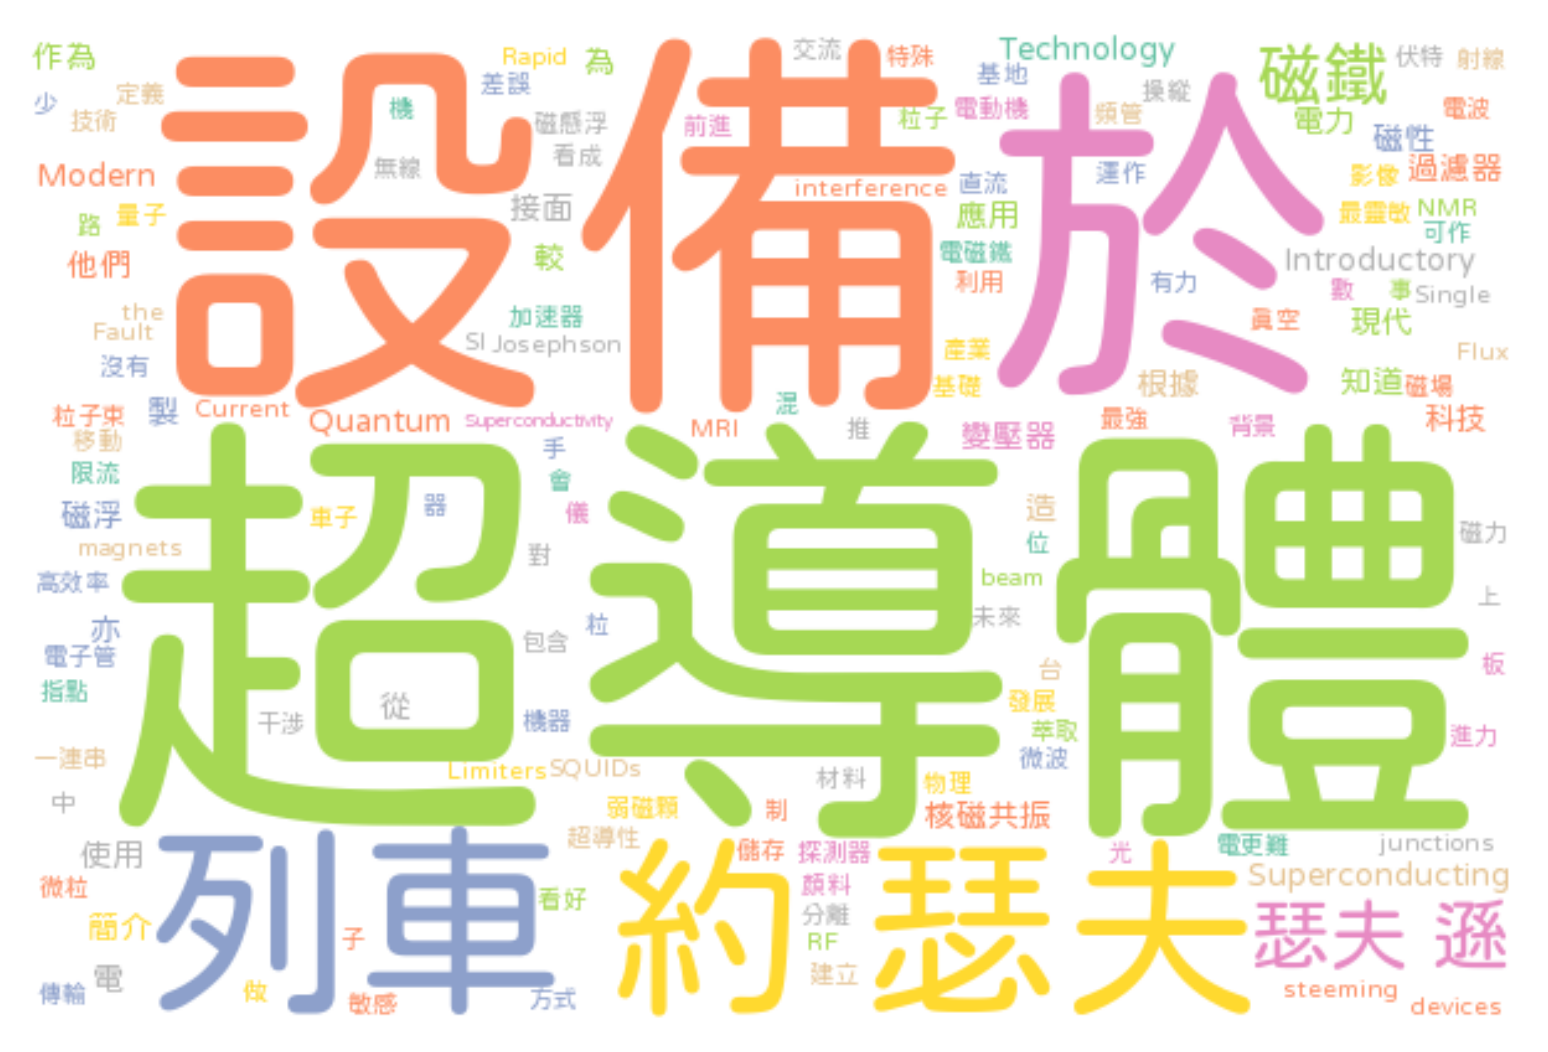 作為
Rapid
為
交流
特殊
Technology
磁鐵
伏特
射線
差誤
基地
少
定義
機
操縱
技術
磁懸浮
前進
粒子
電動機
頻管
電力
電波
設備於
無線
看成
磁性
Modern
interference
直流
運作
影像
過濾器
路
量子
接面
應用
最靈敏
NMR
可作
他們
較
電磁鐵
Introductory
利用
有力
數
事
Single
the
Fault
加速器
眞空
現代
SI
Josephson
產業
Flux
沒有
基礎
根據
知道
磁場
粒子束
製
Current
Quantum
Superconductivity
MRI
混
推
變壓器
最強
背景
科技
移動
手
限流
會
超導體
磁浮
車子
器
儀
造
位
磁力
magnets
對
高效率
beam
上
亦
粒
未來
包含
電子管
台
板
指點
從
干涉
機器
發展
萃取
進力
一連串
Limiters
SQUIDs
微波
材料
物理
中
弱磁顆
制
核磁共振
超導性
儲存
探測器
光
junctions
使用
列車
約瑟夫
Superconducting
微粒
看好
顏料
簡介
分離
瑟夫 遜
子
RF
電
建立
傳輸
做
敏感
方式
steeming
devices